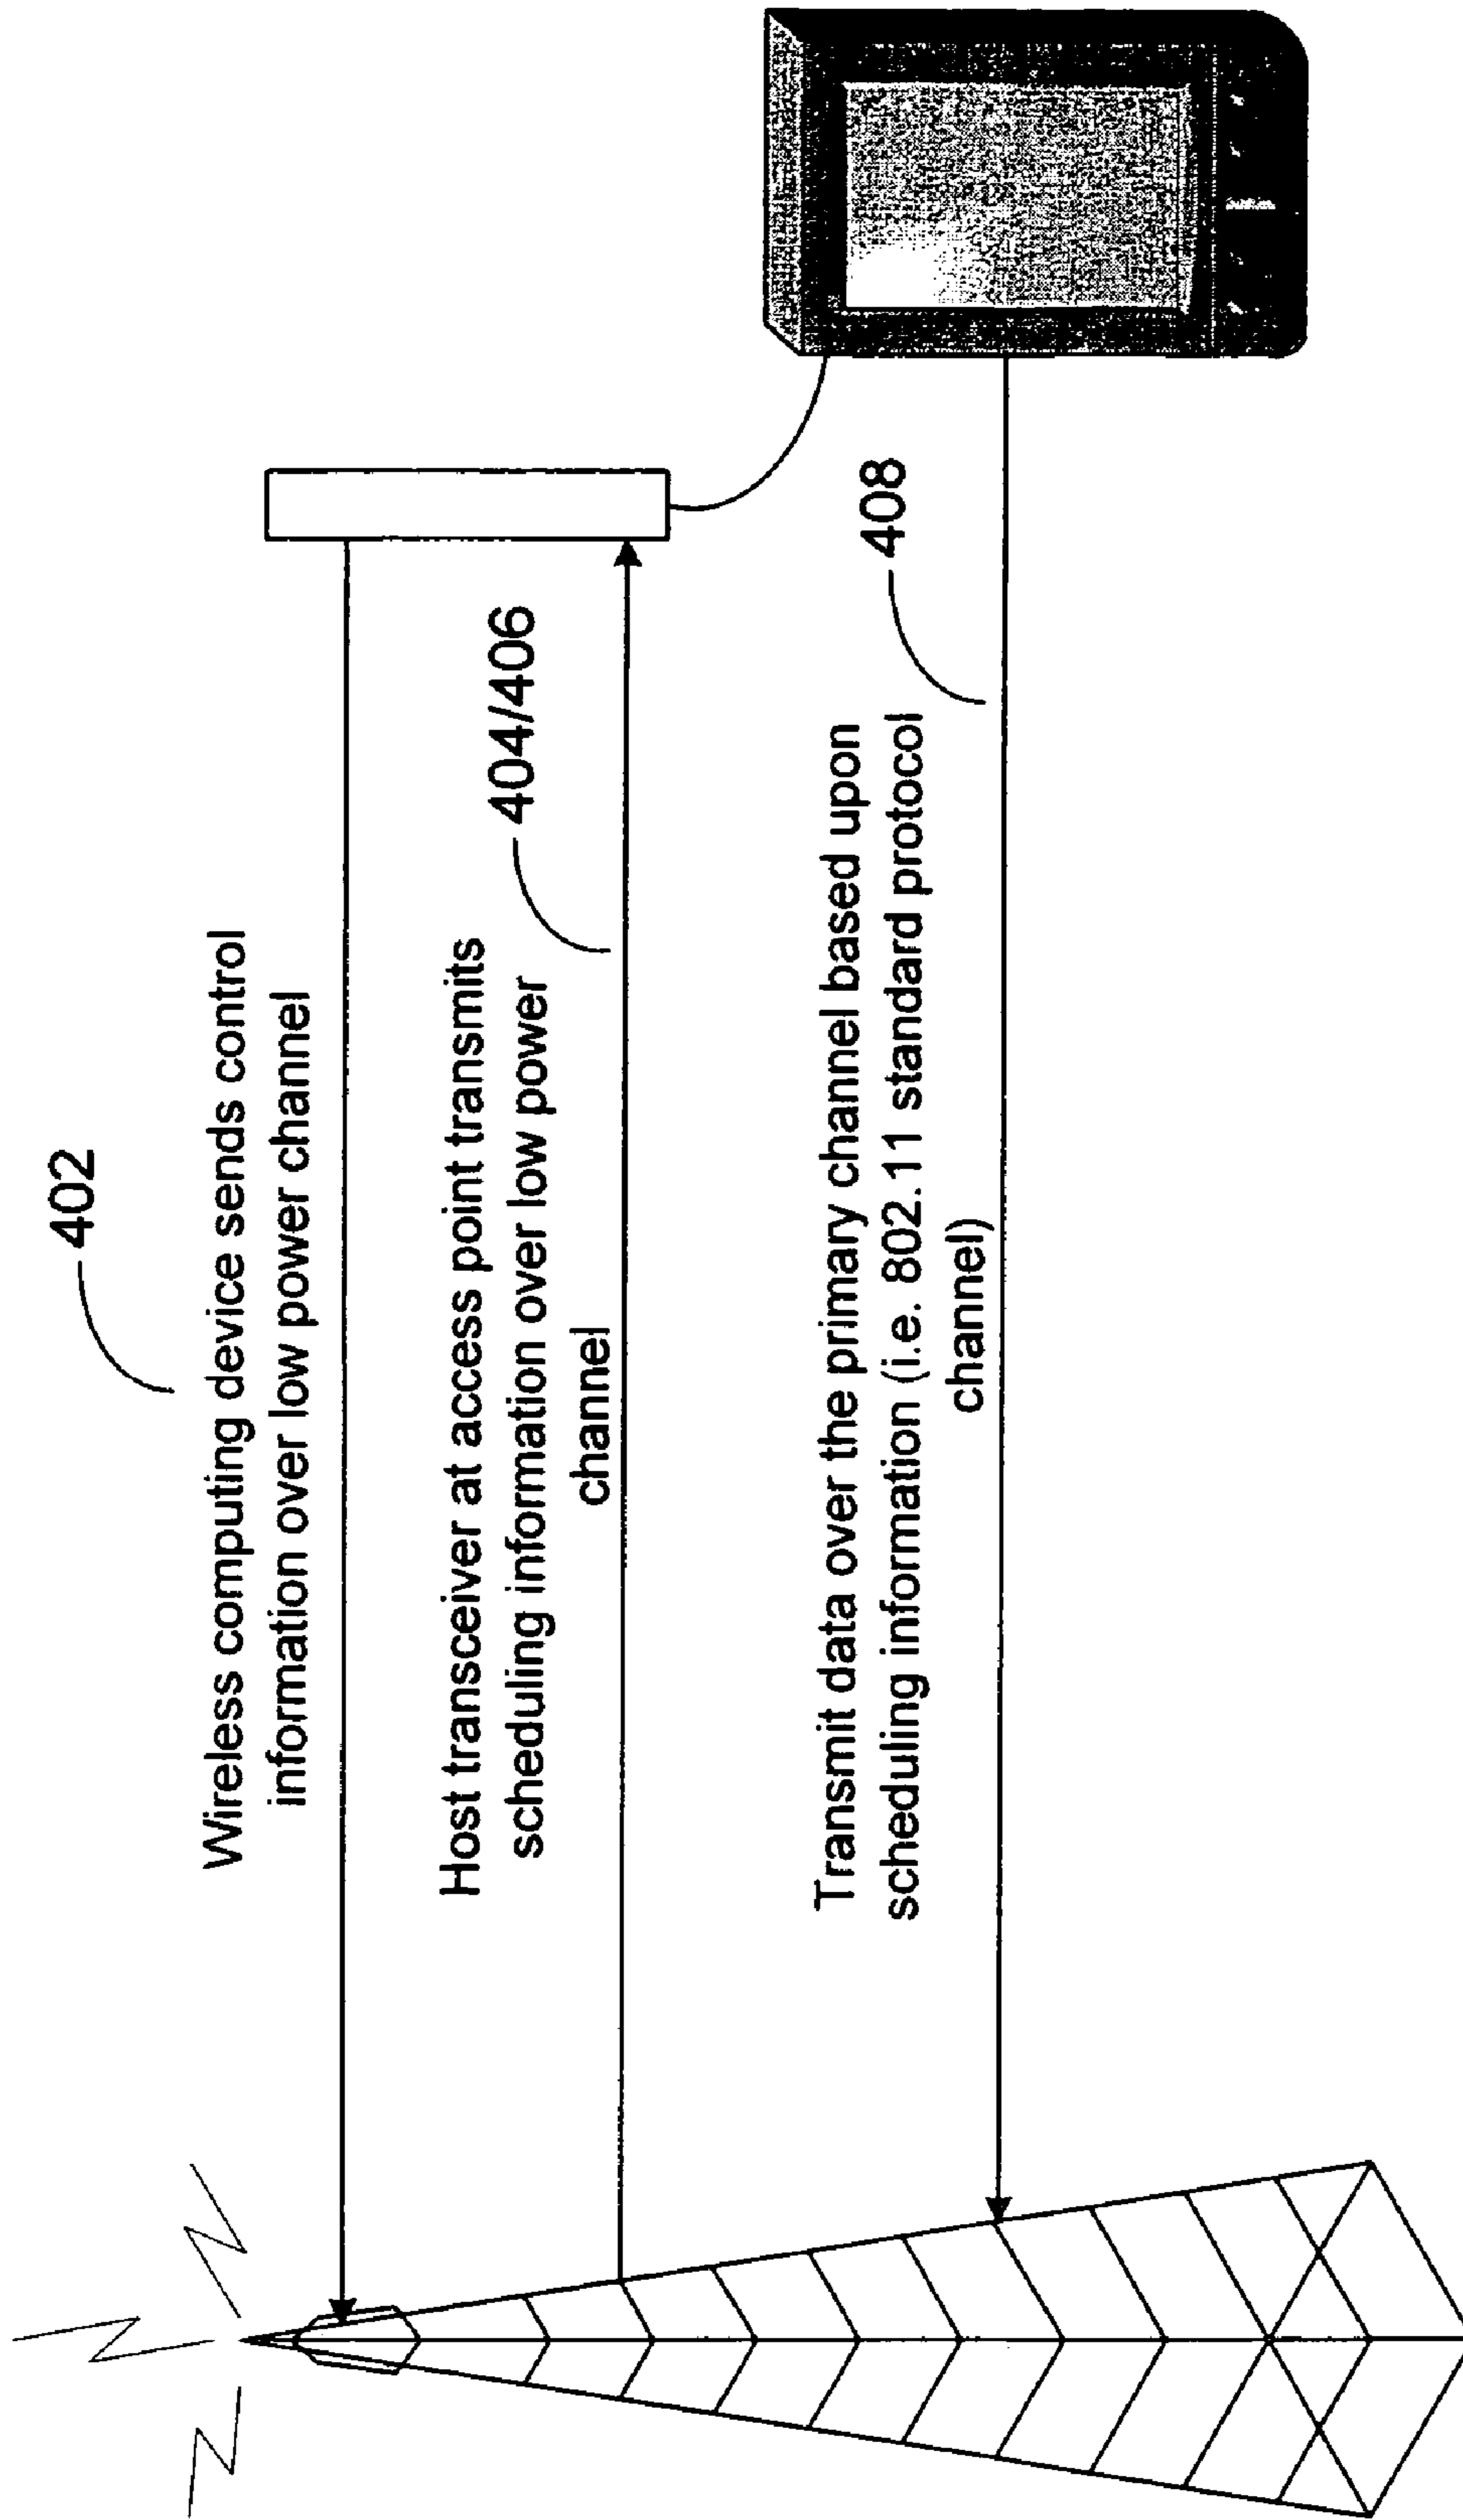 402
Wireless computing device sends control
information over low power channel
404/406
Host transceiver at access point transmits
scheduling information over low power
channel
408
Transmit data over the primary channel based upon
scheduling information (i.e. 802.11 standard protocol
channel)